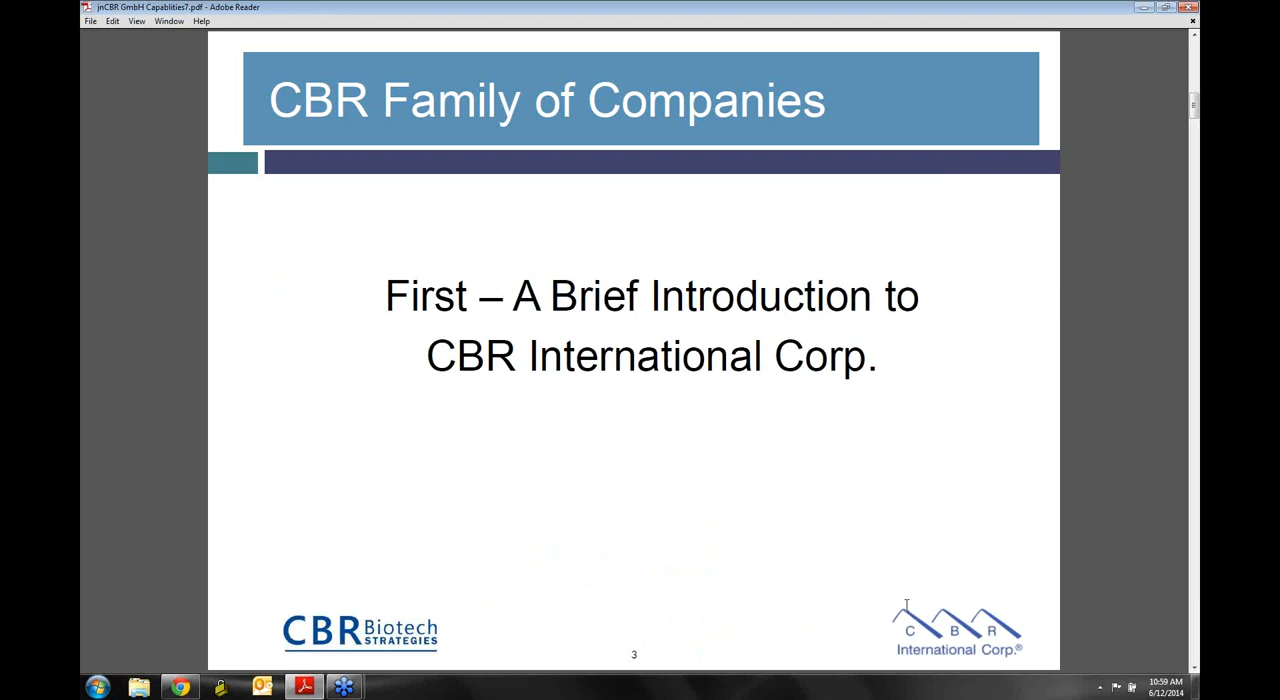 jnCBR GmbH Capablities7.pdf - Adobe Reader
File Edit View Window Help
CBR Family of Companies
First – A Brief Introduction to
CBR International Corp.
CBR Biotech
STRATEGIES
3
C B R
International Corp.®
10:59 AM
6/12/2014